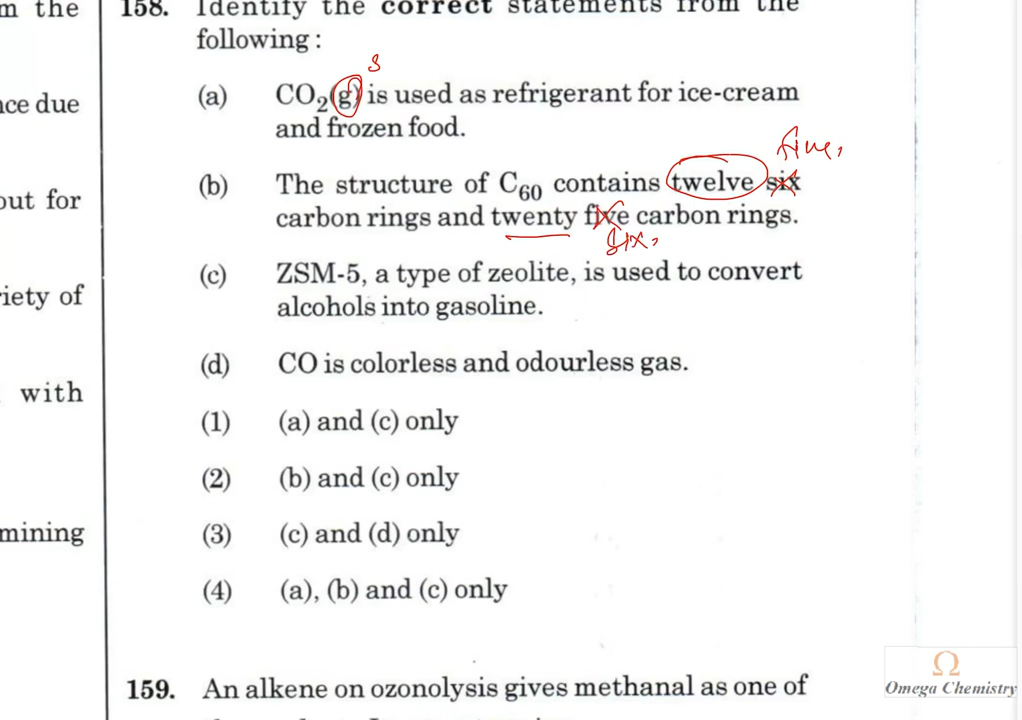 m the
nce due
out for
riety of
with
mining
158. Identify the correct statements from the
following :
s
(a) CO2(g) is used as refrigerant for ice-cream
and frozen food.
five,
(b) The structure of C60 contains twelve six
carbon rings and twenty five carbon rings.
six,
(c) ZSM-5, a type of zeolite, is used to convert
alcohols into gasoline.
(d) CO is colorless and odourless gas.
(1) (a) and (c) only
(2) (b) and (c) only
(3) (c) and (d) only
(4) (a), (b) and (c) only
159. An alkene on ozonolysis gives methanal as one of
Ω
Omega Chemistry